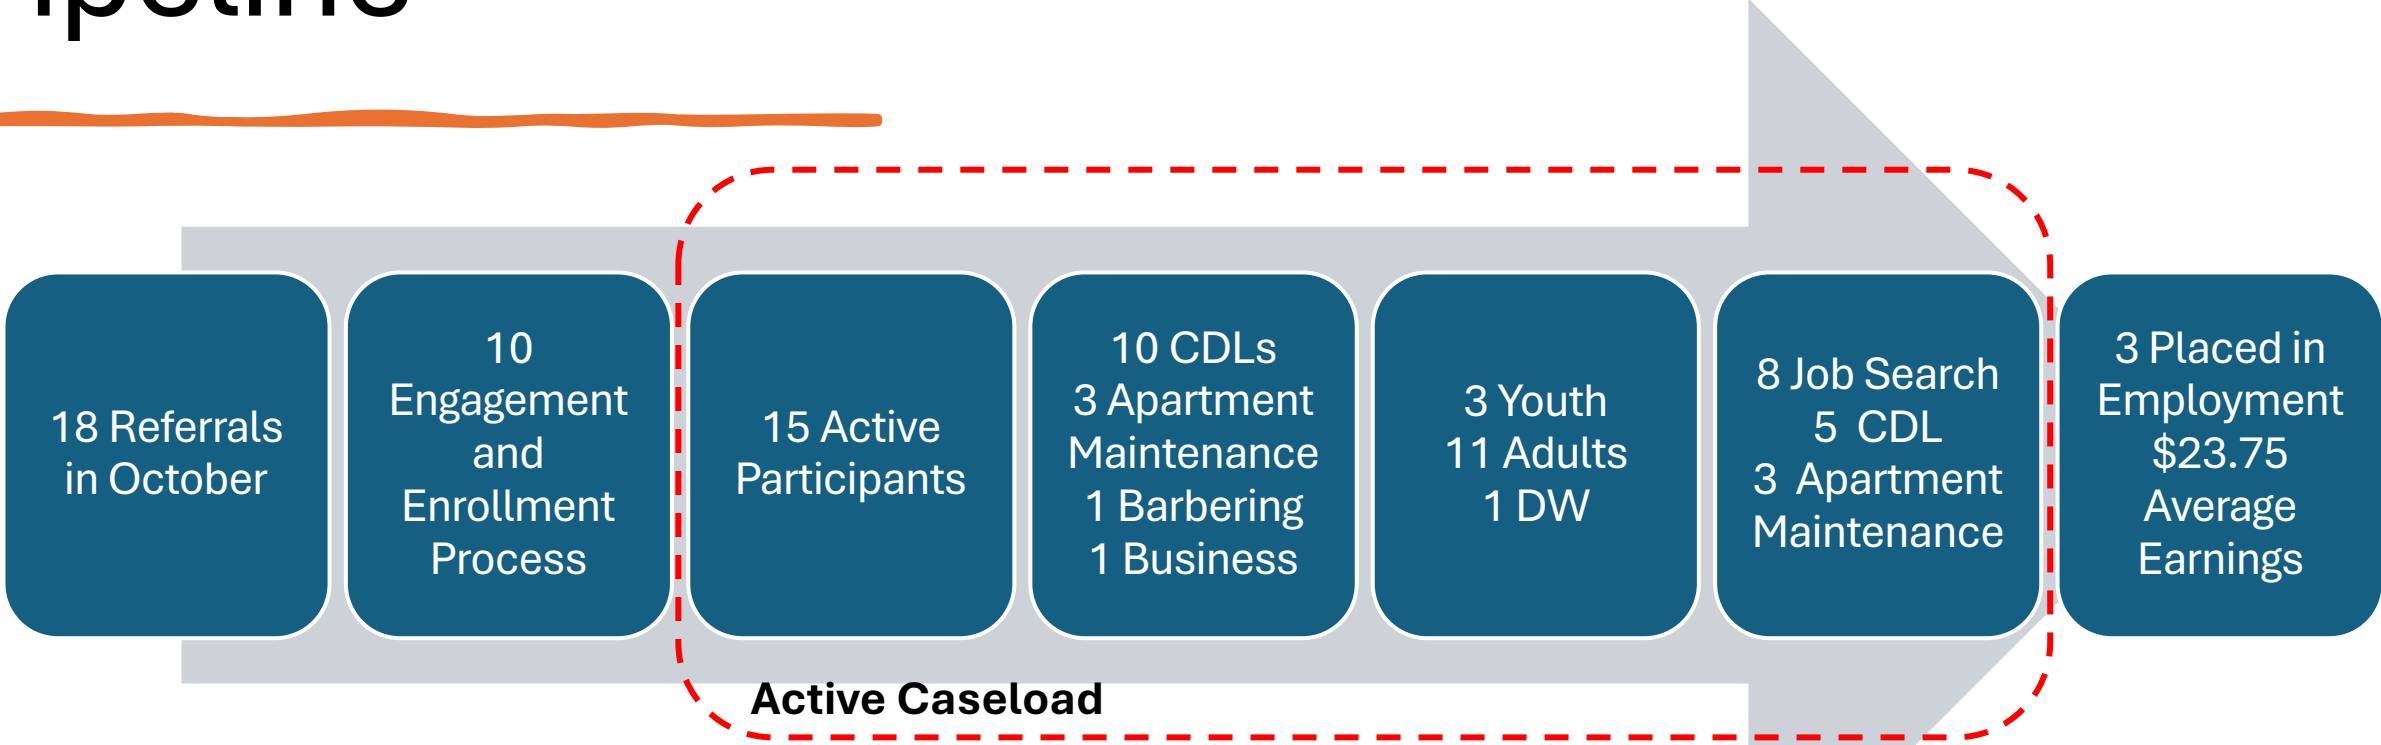 ipeline
18 Referrals
in October
10
Engagement
and
Enrollment
Process
15 Active
Participants
10 CDLs
3 Apartment
Maintenance
1 Barbering
1 Business
3 Youth
11 Adults
1 DW
8 Job Search
5  CDL
3  Apartment
Maintenance
3 Placed in
Employment
$23.75
Average
Earnings
Active Caseload